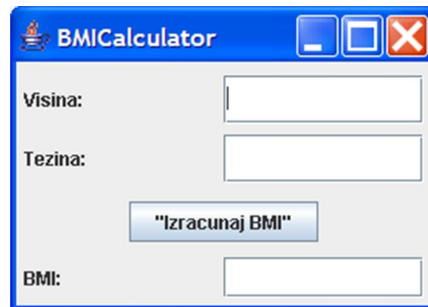 BMICalculator
Visina:
Tezina:
"Izracunaj BMI"
BMI: